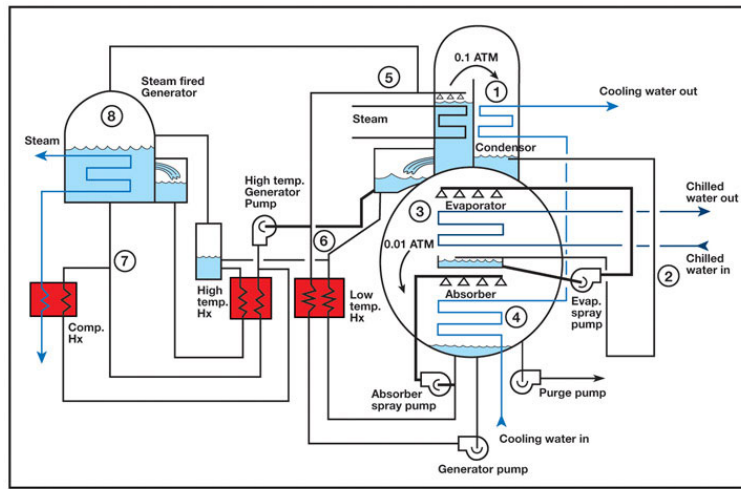 0.1 ATM
5
1
Steam fired
Generator
8
Steam
Steam
Cooling water out
Condensor
High temp.
Generator
Pump
3
Evaporator
Chilled
water out
7
6
0.01 ATM
2
Chilled
water in
High
temp.
Hx
Low
temp.
Hx
Absorber
4
Evap.
spray
pump
Comp.
Hx
Absorber
spray pump
Purge pump
Cooling water in
Generator pump